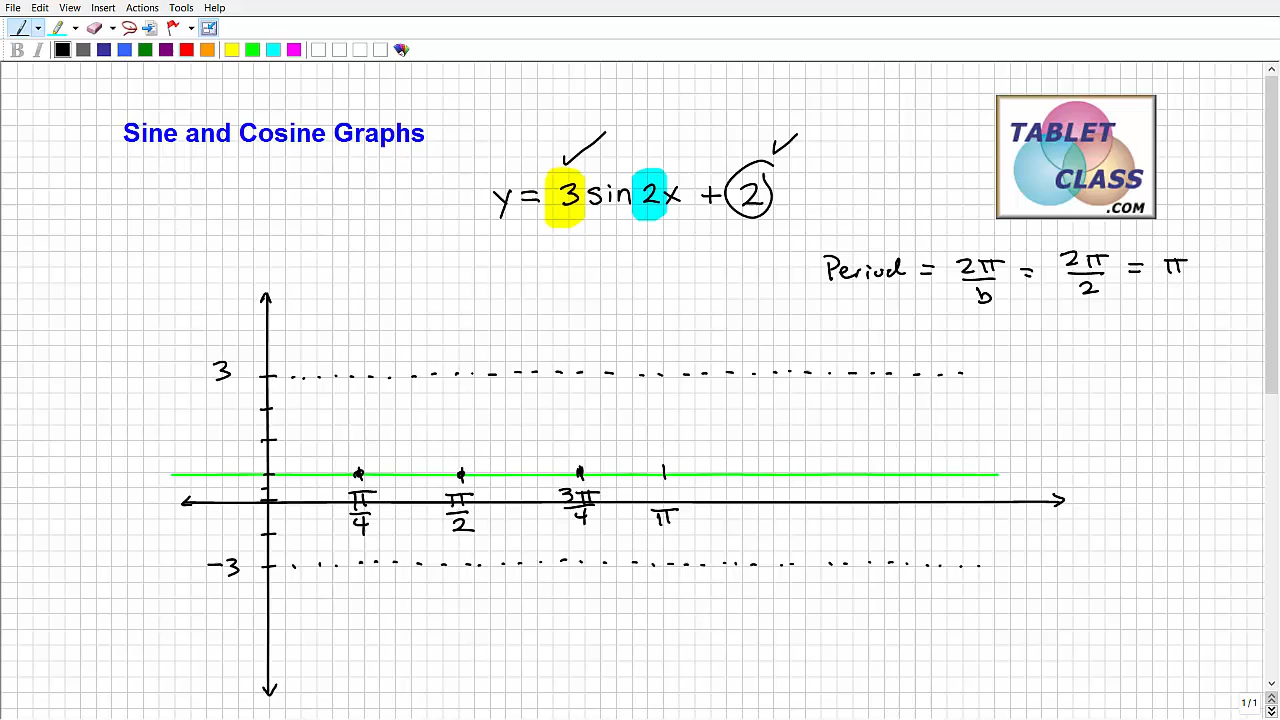 File Edit View Insert Actions Tools Help
B I
Sine and Cosine Graphs
y = 3 sin 2x + 2
TABLET
CLASS
.COM
Period = 2π/b = 2π/2 = π
3
π/4 π/2 3π/4 π
-3
1/1